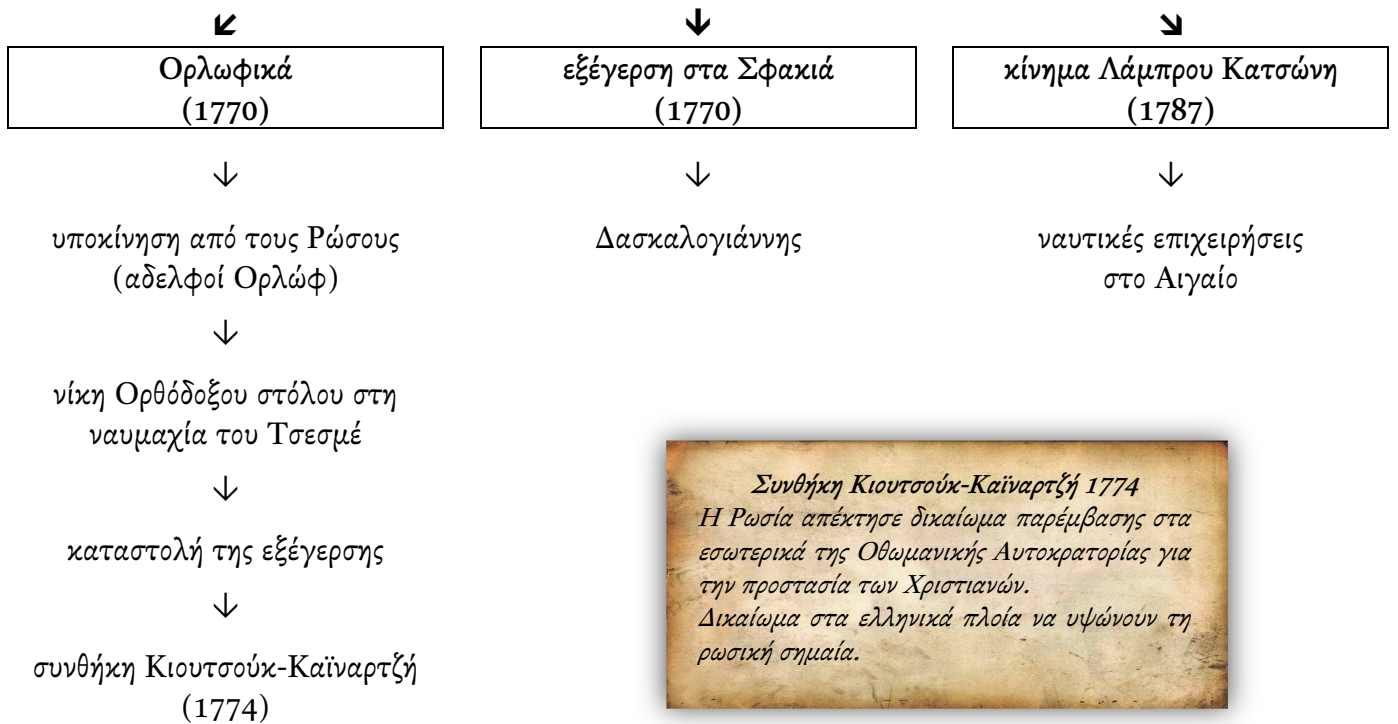 Ορλωφικά
(1770)
υποκίνηση από τους Ρώσους
(αδελφοί Ορλώφ)
νίκη Ορθόδοξου στόλου στη
ναυμαχία του Τσεσμέ
καταστολή της εξέγερσης
συνθήκη Κιουτσούκ-Καϊναρτζή
(1774)
εξέγερση στα Σφακιά
(1770)
Δασκαλογιάννης
κίνημα Λάμπρου Κατσώνη
(1787)
ναυτικές επιχειρήσεις
στο Αιγαίο
Συνθήκη Κιουτσούκ-Καϊναρτζή 1774
Η Ρωσία απέκτησε δικαίωμα παρέμβασης στα
εσωτερικά της Οθωμανικής Αυτοκρατορίας για
την προστασία των Χριστιανών.
Δικαίωμα στα ελληνικά πλοία να υψώνουν τη
ρωσική σημαία.